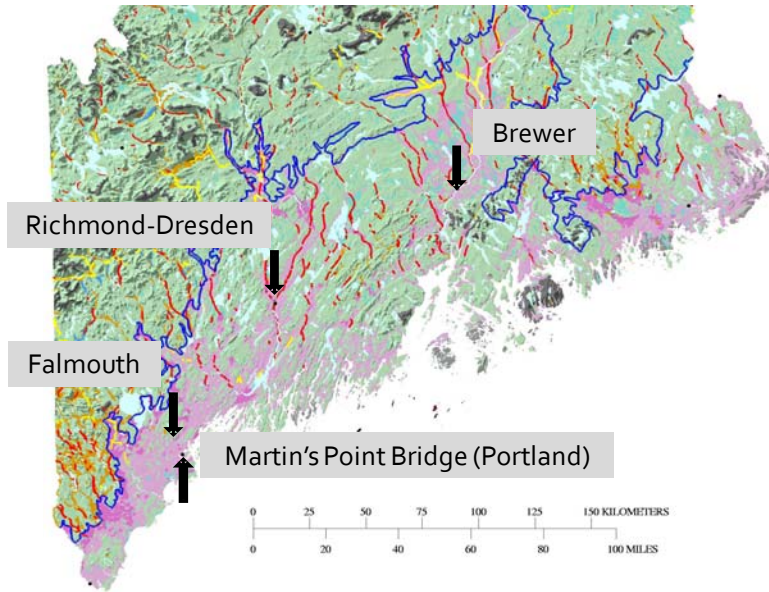 Brewer
Richmond-Dresden
Falmouth
Martin's Point Bridge (Portland)
0 25 50 75 100 125 150 KILOMETERS
0 20 40 60 80 100 MILES